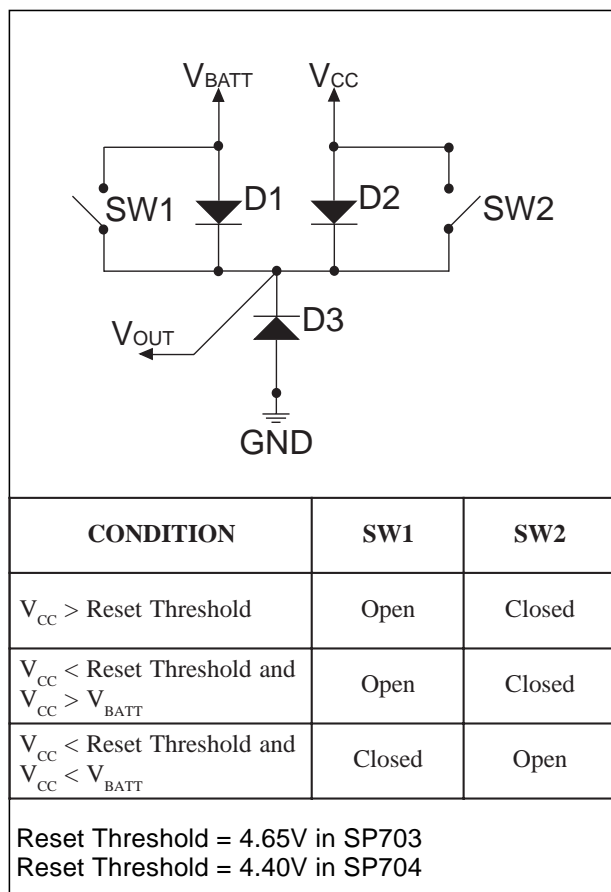 VBATT VCC
SW1 D1 D2 SW2
VOUT D3
GND
CONDITION SW1 SW2
VCC > Reset Threshold Open Closed
VCC < Reset Threshold and
VCC > VBATT Open Closed
VCC < Reset Threshold and
VCC < VBATT Closed Open
Reset Threshold = 4.65V in SP703
Reset Threshold = 4.40V in SP704